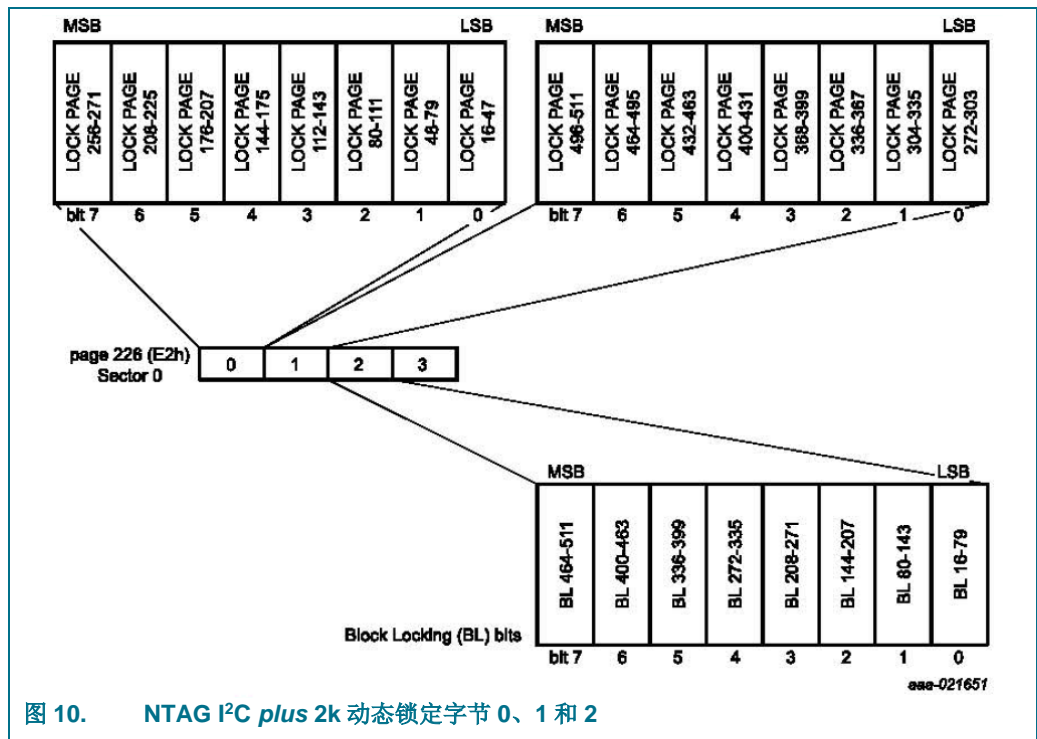 MSB LSB
LOCK PAGE 256-271
LOCK PAGE 208-225
LOCK PAGE 176-207
LOCK PAGE 144-175
LOCK PAGE 112-143
LOCK PAGE 80-111
LOCK PAGE 48-79
LOCK PAGE 16-47
bit 7 6 5 4 3 2 1 0
MSB LSB
LOCK PAGE 496-511
LOCK PAGE 464-495
LOCK PAGE 432-463
LOCK PAGE 400-431
LOCK PAGE 368-399
LOCK PAGE 336-367
LOCK PAGE 304-335
LOCK PAGE 272-303
bit 7 6 5 4 3 2 1 0
page 226 (E2h)
Sector 0
0 1 2 3
MSB LSB
BL 464-511
BL 400-463
BL 336-399
BL 272-335
BL 208-271
BL 144-207
BL 80-143
BL 16-79
Block Locking (BL) bits
bit 7 6 5 4 3 2 1 0
aaa-021651
图 10. NTAG I²C plus 2k 动态锁定字节 0、1 和 2